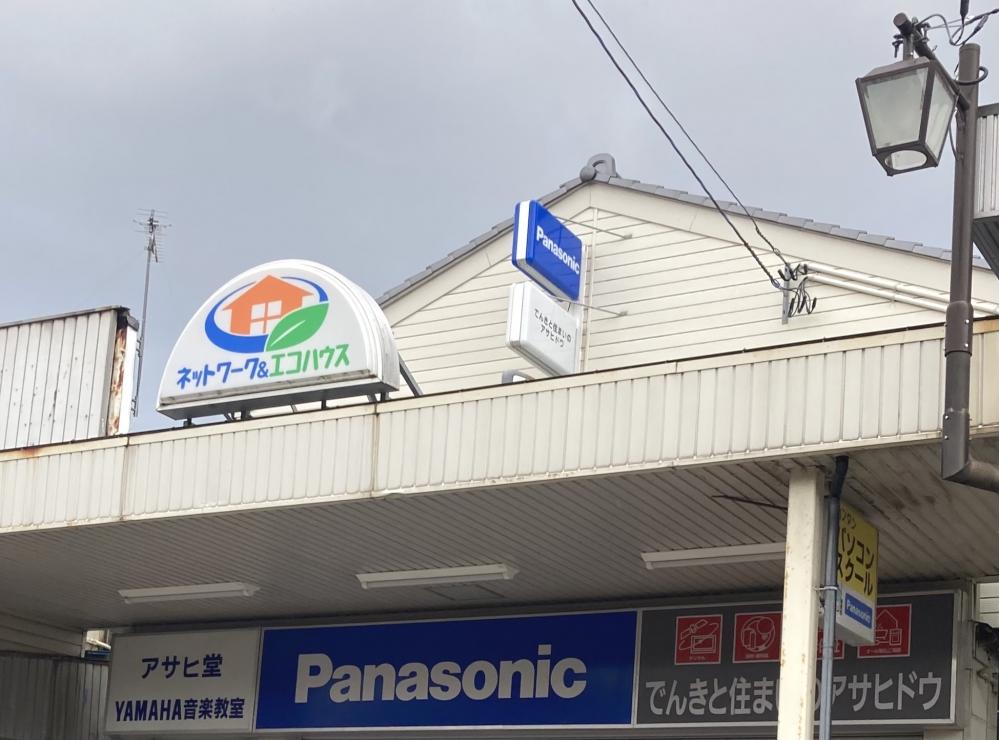 Panasonic
でんきと住まいの
アサヒドウ
ネットワーク&エコハウス
パソコン
スクール
Panasonic
アサヒ堂
YAMAHA音楽教室
Panasonic
でんきと住まいのアサヒドウ